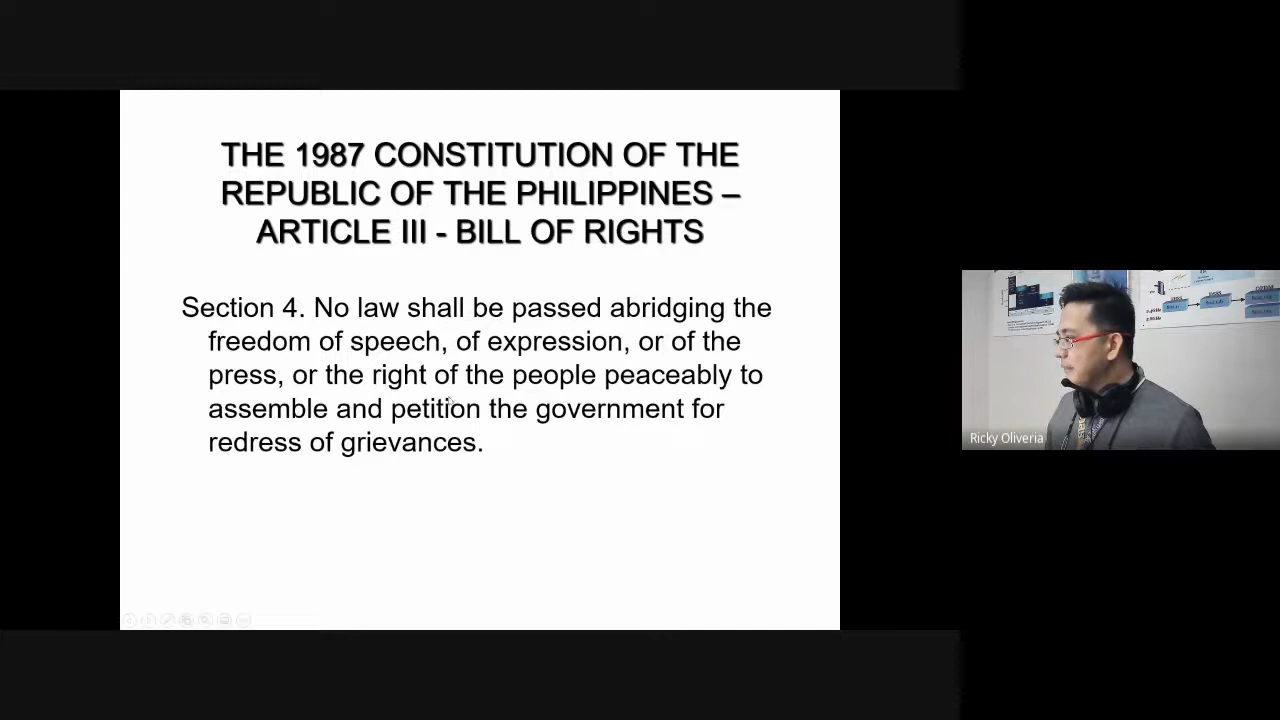 THE 1987 CONSTITUTION OF THE
REPUBLIC OF THE PHILIPPINES –
ARTICLE III - BILL OF RIGHTS
Section 4. No law shall be passed abridging the
freedom of speech, of expression, or of the
press, or the right of the people peaceably to
assemble and petition the government for
redress of grievances.
Ricky Oliveria